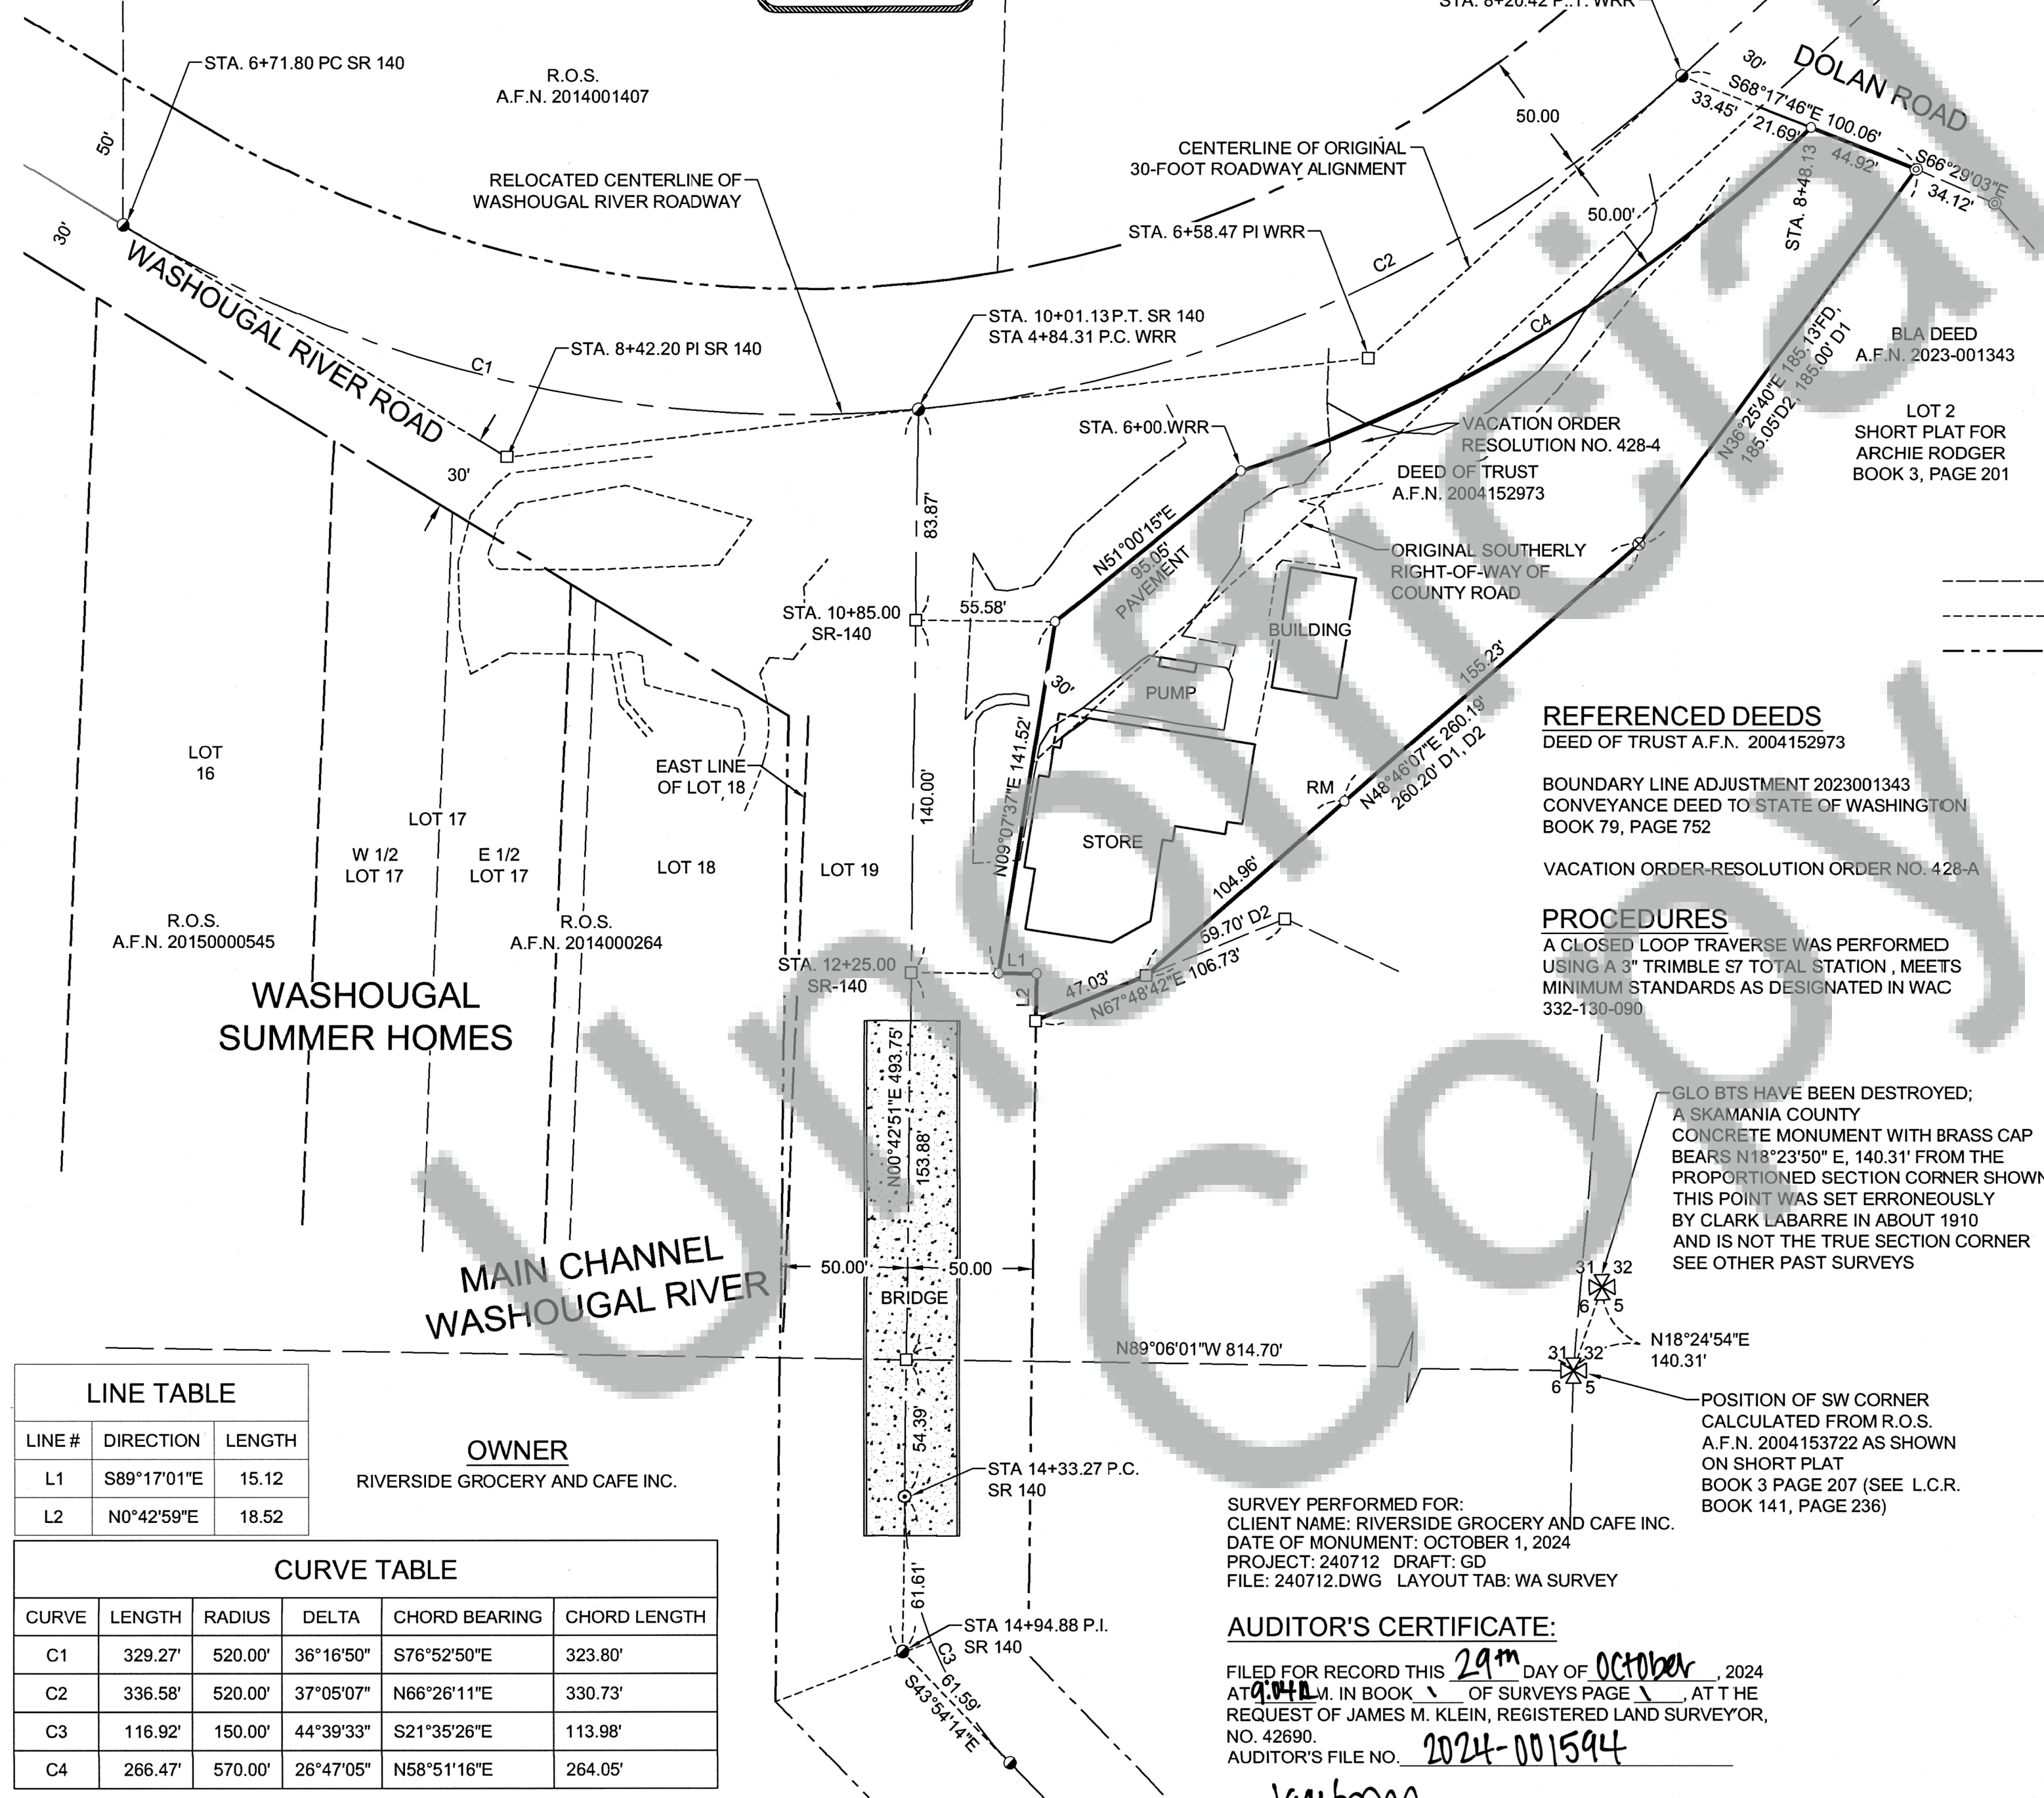 STA. 8+20.42 P..T. WRR
STA. 6+71.80 PC SR 140
R.O.S.
A.F.N. 2014001407
50'
30'
WASHOUGAL RIVER ROAD
RELOCATED CENTERLINE OF
WASHOUGAL RIVER ROADWAY
CENTERLINE OF ORIGINAL
30-FOOT ROADWAY ALIGNMENT
50.00
50.00'
30'
DOLAN ROAD
S68°17'46"E 100.06'
33.45'
21.69'
44.92'
S66°29'03"E
34.12'
STA. 8+48.13
STA. 6+58.47 PI WRR
C2
C4
C1
STA. 8+42.20 PI SR 140
STA. 10+01.13 P.T. SR 140
STA 4+84.31 P.C. WRR
BLA DEED
A.F.N. 2023-001343
LOT 2
SHORT PLAT FOR
ARCHIE RODGER
BOOK 3, PAGE 201
N36°25'40"E 185.13'FD,
185.05'D2, 185.00' D1
30'
STA. 6+00.WRR
VACATION ORDER
RESOLUTION NO. 428-4
DEED OF TRUST
A.F.N. 2004152973
ORIGINAL SOUTHERLY
RIGHT-OF-WAY OF
COUNTY ROAD
83.87'
N51°00'15"E
95.05'
PAVEMENT
STA. 10+85.00
SR-140
55.58'
BUILDING
30'
PUMP
155.23'
N48°46'07"E 260.19'
260.20' D1, D2
RM
N09°07'37"E 141.52'
140.00'
STORE
104.96'
59.70' D2
47.03'
N67°48'42"E 106.73'
L1
L2
STA. 12+25.00
SR-140
EAST LINE
OF LOT 18
LOT
16
LOT 17
W 1/2
LOT 17
E 1/2
LOT 17
LOT 18
LOT 19
R.O.S.
A.F.N. 20150000545
R.O.S.
A.F.N. 2014000264
WASHOUGAL
SUMMER HOMES
REFERENCED DEEDS
DEED OF TRUST A.F.N. 2004152973
BOUNDARY LINE ADJUSTMENT 2023001343
CONVEYANCE DEED TO STATE OF WASHINGTON
BOOK 79, PAGE 752
VACATION ORDER-RESOLUTION ORDER NO. 428-A
PROCEDURES
A CLOSED LOOP TRAVERSE WAS PERFORMED
USING A 3" TRIMBLE S7 TOTAL STATION , MEETS
MINIMUM STANDARDS AS DESIGNATED IN WAC
332-130-090
N00°42'51"E 493.75'
153.88'
MAIN CHANNEL
WASHOUGAL RIVER
50.00'
50.00
BRIDGE
54.39'
N89°06'01"W 814.70'
GLO BTS HAVE BEEN DESTROYED;
A SKAMANIA COUNTY
CONCRETE MONUMENT WITH BRASS CAP
BEARS N18°23'50" E, 140.31' FROM THE
PROPORTIONED SECTION CORNER SHOWN
THIS POINT WAS SET ERRONEOUSLY
BY CLARK LABARRE IN ABOUT 1910
AND IS NOT THE TRUE SECTION CORNER
SEE OTHER PAST SURVEYS
31 32
6 5
N18°24'54"E
140.31'
31 32
6 5
POSITION OF SW CORNER
CALCULATED FROM R.O.S.
A.F.N. 2004153722 AS SHOWN
ON SHORT PLAT
BOOK 3 PAGE 207 (SEE L.C.R.
BOOK 141, PAGE 236)
LINE TABLE
LINE # DIRECTION LENGTH
L1 S89°17'01"E 15.12
L2 N0°42'59"E 18.52
OWNER
RIVERSIDE GROCERY AND CAFE INC.
STA 14+33.27 P.C.
SR 140
61.61'
STA 14+94.88 P.I.
SR 140
C3
61.59'
S43°54'14"E
CURVE TABLE
CURVE LENGTH RADIUS DELTA CHORD BEARING CHORD LENGTH
C1 329.27' 520.00' 36°16'50" S76°52'50"E 323.80'
C2 336.58' 520.00' 37°05'07" N66°26'11"E 330.73'
C3 116.92' 150.00' 44°39'33" S21°35'26"E 113.98'
C4 266.47' 570.00' 26°47'05" N58°51'16"E 264.05'
SURVEY PERFORMED FOR:
CLIENT NAME: RIVERSIDE GROCERY AND CAFE INC.
DATE OF MONUMENT: OCTOBER 1, 2024
PROJECT: 240712 DRAFT: GD
FILE: 240712.DWG LAYOUT TAB: WA SURVEY
AUDITOR'S CERTIFICATE:
FILED FOR RECORD THIS 29th DAY OF October, 2024
AT 9:04 A M. IN BOOK \ OF SURVEYS PAGE \, AT T HE
REQUEST OF JAMES M. KLEIN, REGISTERED LAND SURVEYOR,
NO. 42690.
AUDITOR'S FILE NO. 2024-001594
Unofficial
Copy